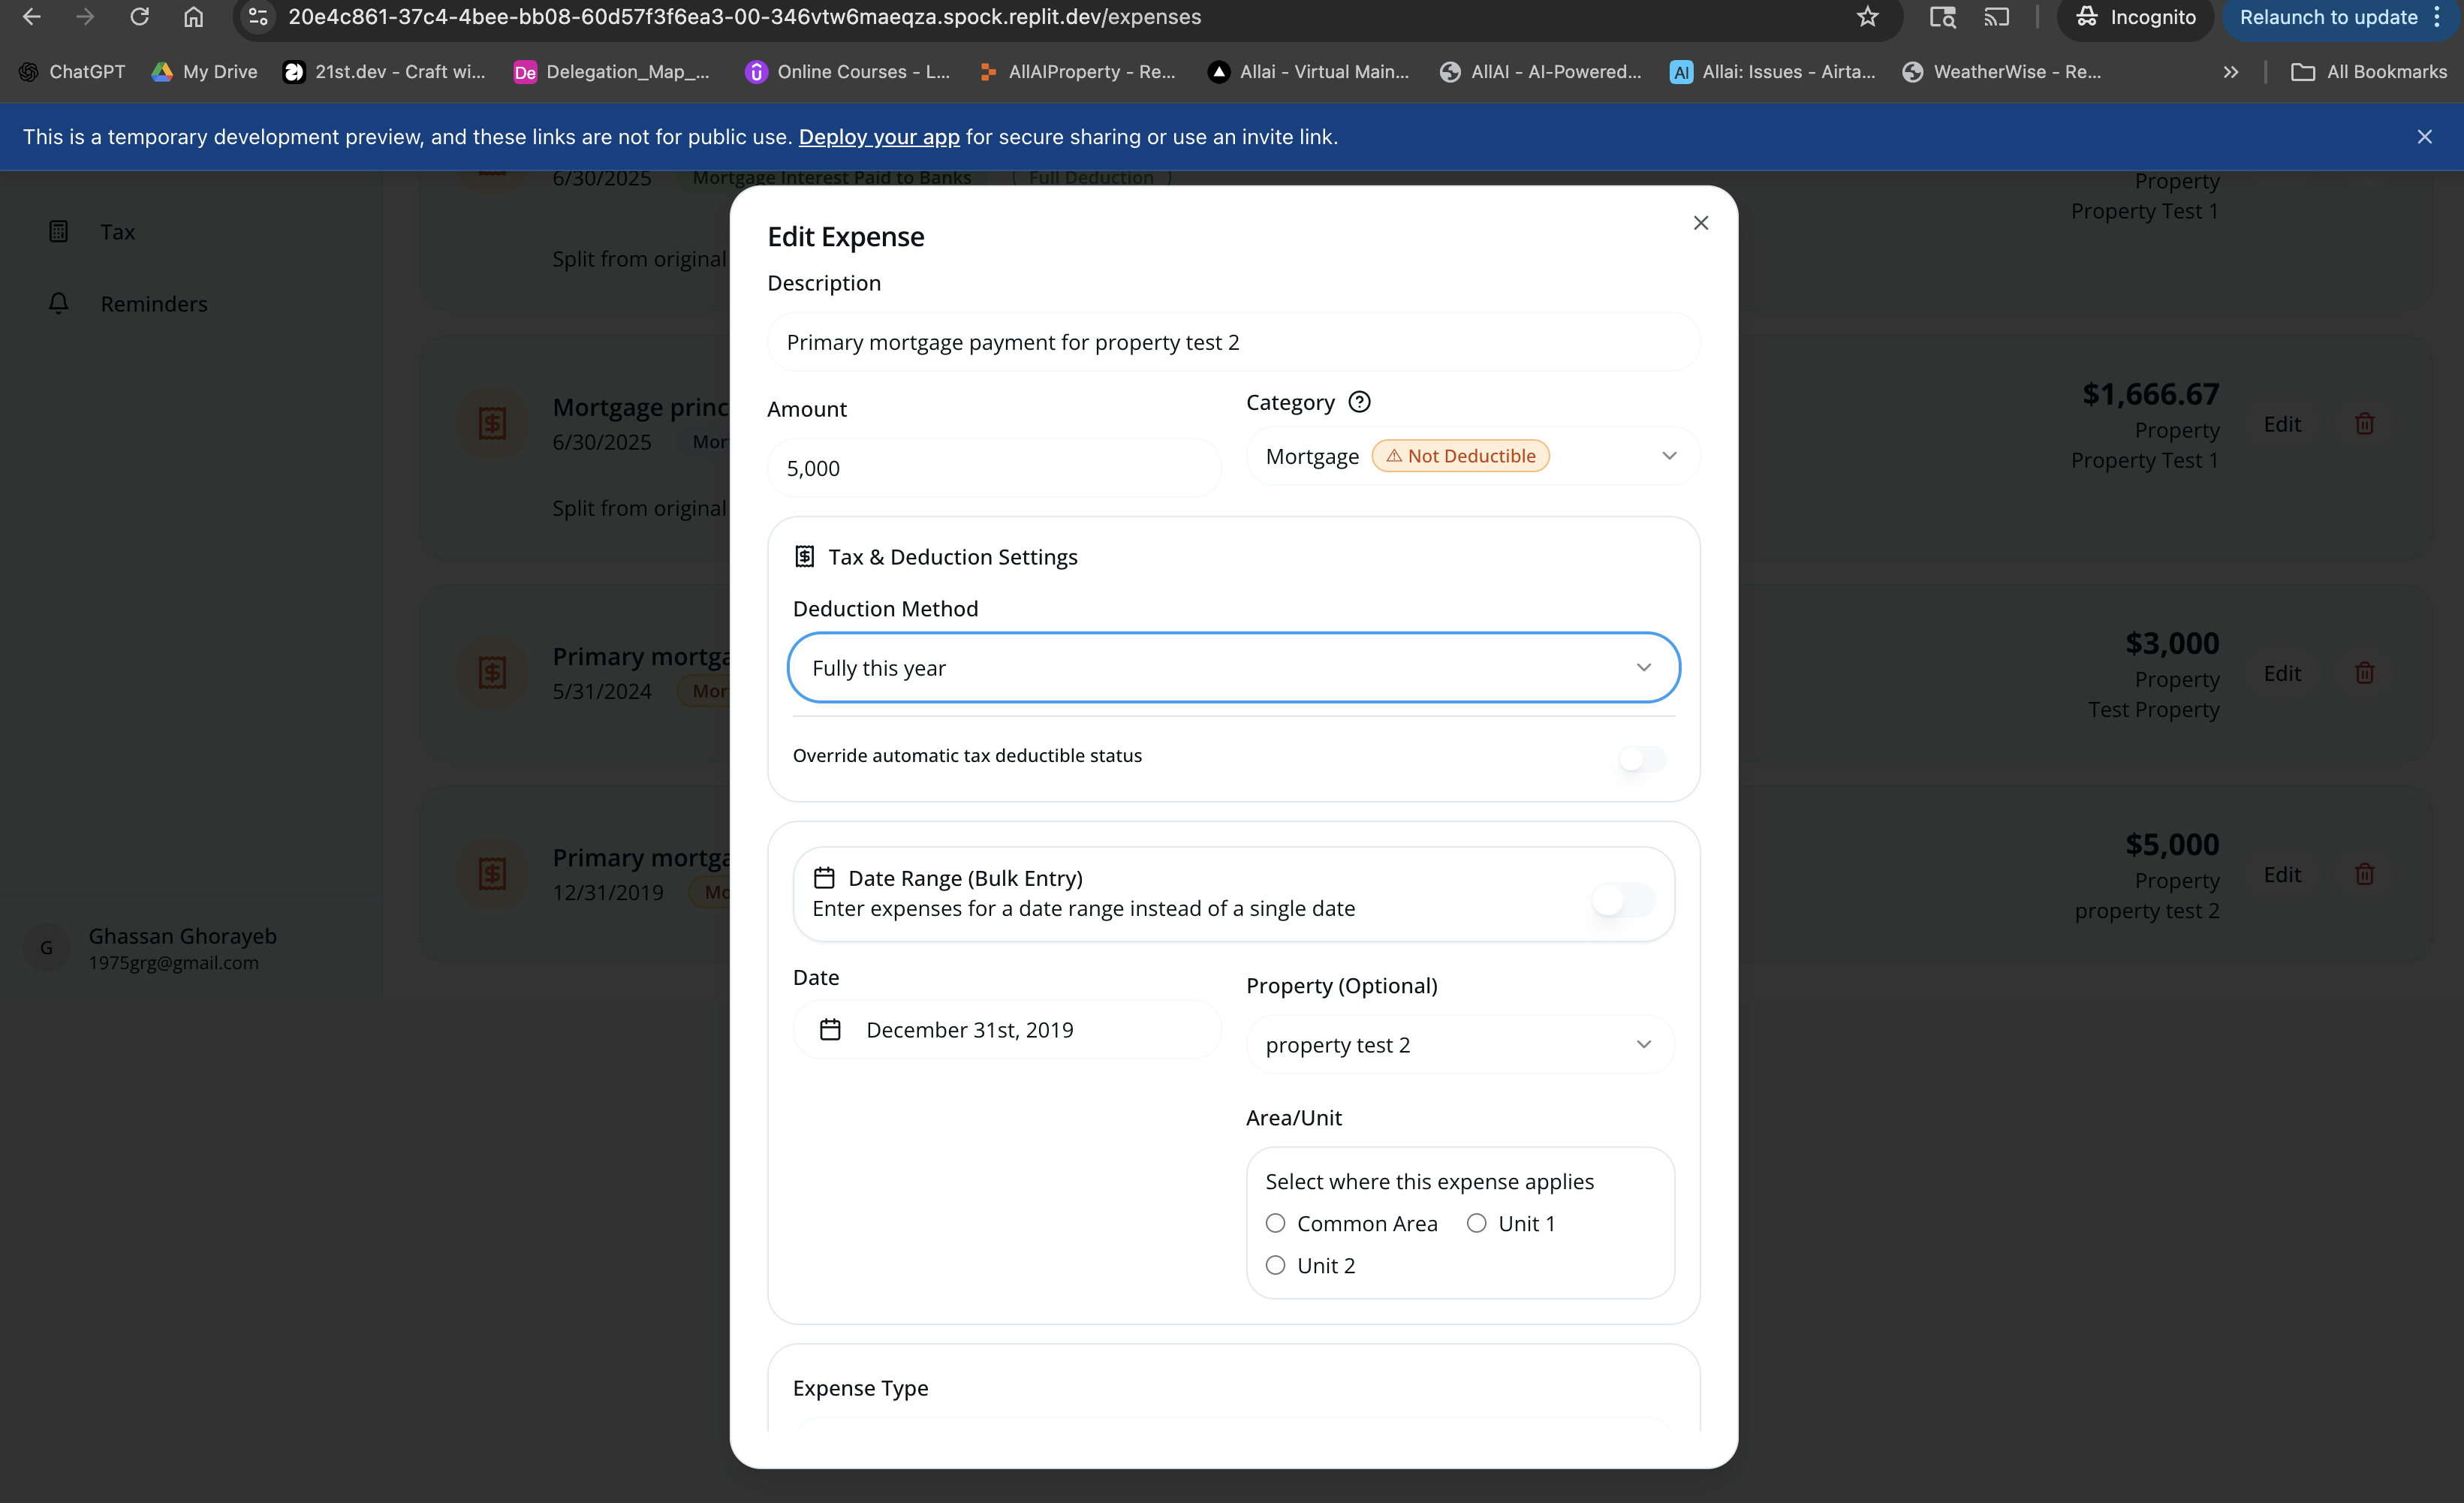 20e4c861-37c4-4bee-bb08-60d57f3f6ea3-00-346vtw6maeqza.spock.replit.dev/expenses
Incognito
Relaunch to update
ChatGPT
My Drive
21st.dev - Craft wi...
De Delegation_Map_...
Online Courses - L...
AllAIProperty - Re...
Allai - Virtual Main...
AllAI - AI-Powered...
AI Allai: Issues - Airta...
WeatherWise - Re...
All Bookmarks
This is a temporary development preview, and these links are not for public use. Deploy your app for secure sharing or use an invite link.
Tax
Reminders
G
Ghassan Ghorayeb
1975grg@gmail.com
6/30/2025 Mortgage Interest Paid to Banks Full Deduction
Split from original
Property
Property Test 1
Mortgage princ
6/30/2025 Mor
Split from original
$1,666.67
Property
Property Test 1
Edit
Primary mortga
5/31/2024 Mor
$3,000
Property
Test Property
Edit
Primary mortga
12/31/2019 Mo
$5,000
Property
property test 2
Edit
Edit Expense
Description
Primary mortgage payment for property test 2
Amount
5,000
Category
Mortgage Not Deductible
Tax & Deduction Settings
Deduction Method
Fully this year
Override automatic tax deductible status
Date Range (Bulk Entry)
Enter expenses for a date range instead of a single date
Date
December 31st, 2019
Property (Optional)
property test 2
Area/Unit
Select where this expense applies
Common Area
Unit 1
Unit 2
Expense Type